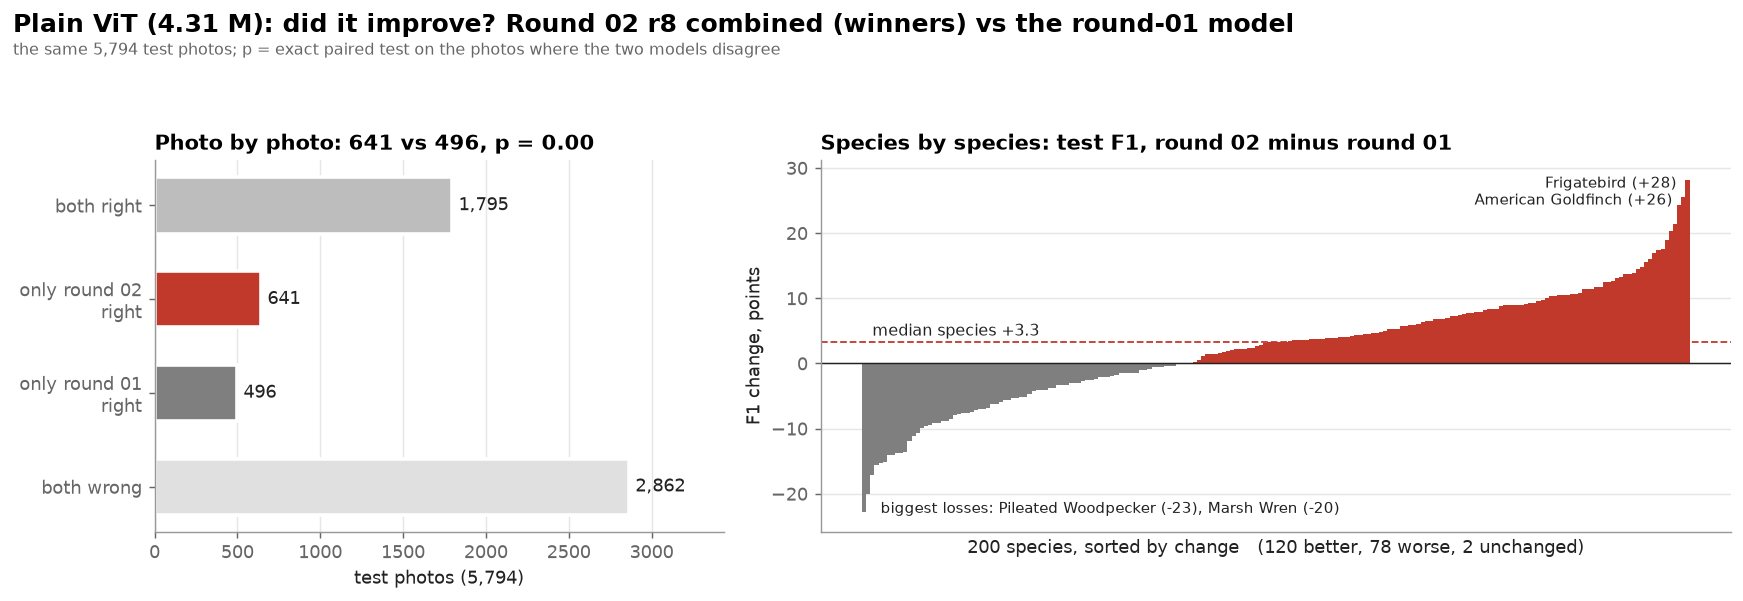 Plain ViT (4.31 M): did it improve? Round 02 r8 combined (winners) vs the round-01 model
the same 5,794 test photos; p = exact paired test on the photos where the two models disagree
Photo by photo: 641 vs 496, p = 0.00
both right
1,795
only round 02
right
641
only round 01
right
496
both wrong
2,862
0 500 1000 1500 2000 2500 3000
test photos (5,794)
Species by species: test F1, round 02 minus round 01
F1 change, points
30
20
10
0
−10
−20
Frigatebird (+28)
American Goldfinch (+26)
median species +3.3
biggest losses: Pileated Woodpecker (-23), Marsh Wren (-20)
200 species, sorted by change (120 better, 78 worse, 2 unchanged)